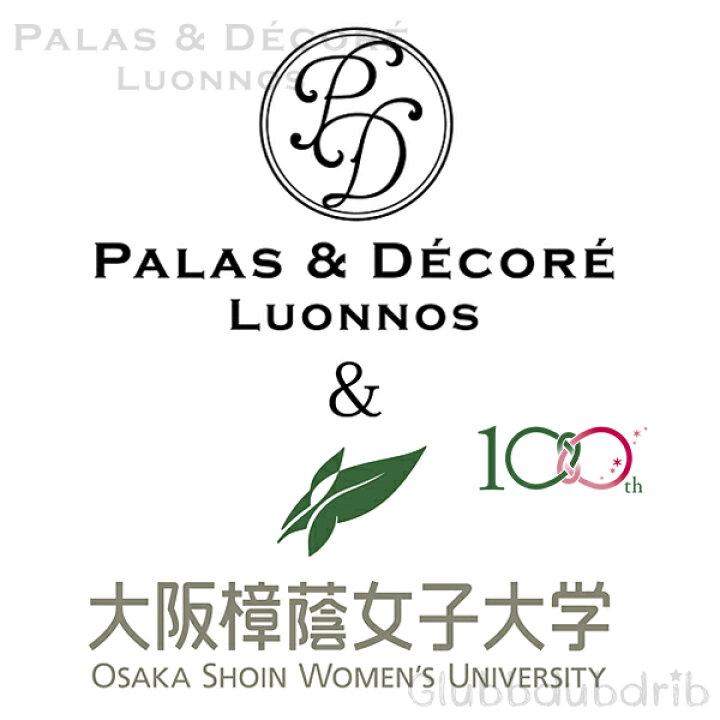 PALAS & DÉCORÉ
LUONNOS
PD
PALAS & DÉCORÉ
LUONNOS
&
100th
大阪樟蔭女子大学
OSAKA SHOIN WOMEN'S UNIVERSITY
Glubbdubdrib